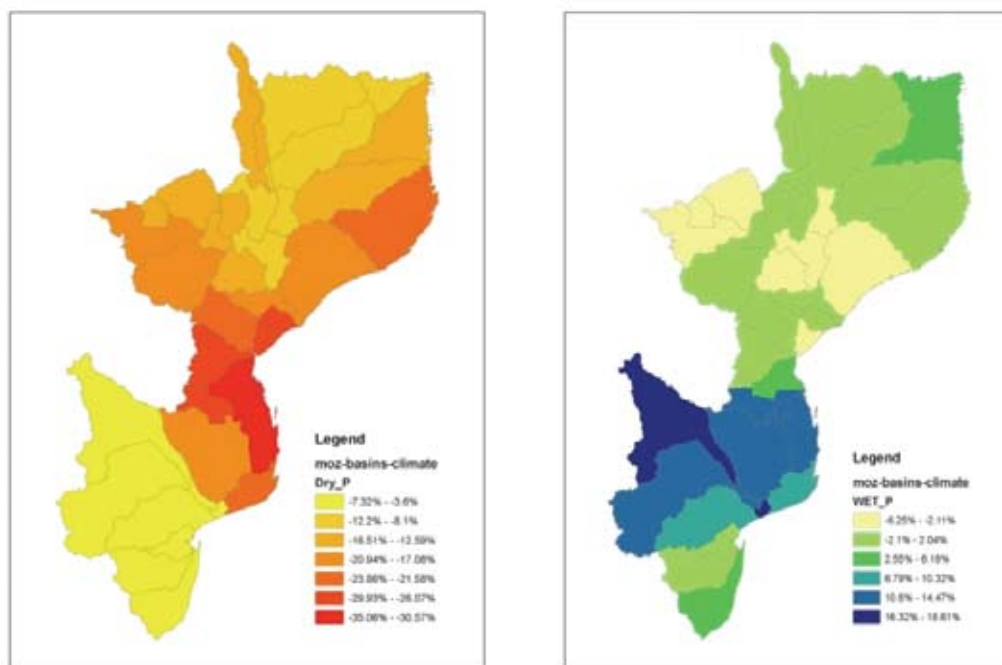 Legend
moz-basins-climate
Dry_P
-7.32% - -3.6%
-12.2% - -8.1%
-16.51% - -12.59%
-20.94% - -17.06%
-23.86% - -21.58%
-29.93% - -26.07%
-35.06% - -30.57%
Legend
moz-basins-climate
WET_P
-6.25% - -2.11%
-2.1% - 2.04%
2.55% - 6.18%
6.79% - 10.32%
10.6% - 14.47%
16.32% - 18.61%